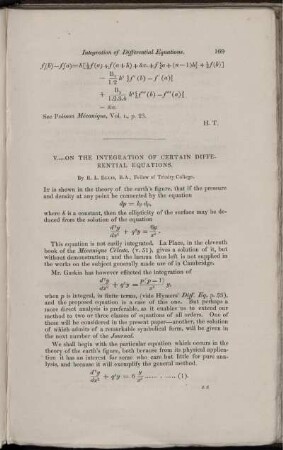 Integration of Differential Equations. 169
f(b)−f(a)=h[½f(a)+f(a+h)+&c.+f{a+(n−1)h}+½f(b)]
− B₁/1.2 h² {f′(b) − f′(a)}
+ B₃/1.2.3.4 h⁴ {f‴(b) − f‴(a)}
− &c.
See Poisson Mécanique, Vol. I., p. 23.
H. T.
V.—ON THE INTEGRATION OF CERTAIN DIFFE-
RENTIAL EQUATIONS.
By R. L. ELLIS, B.A., Fellow of Trinity College.
IT is shown in the theory of the earth's figure, that if the pressure
and density at any point be connected by the equation
dp = kρ dρ,
where k is a constant, then the ellipticity of the surface may be de-
duced from the solution of the equation
d²y/dx² + q²y = 6y/x².
This equation is not easily integrated. La Place, in the eleventh
book of the Mécanique Céleste, (v. 51), gives a solution of it, but
without demonstration; and the lacuna thus left is not supplied in
the works on the subject generally made use of in Cambridge.
Mr. Gaskin has however effected the integration of
d²y/dx² + q²y = p(p−1)/x² y,
when p is integral, in finite terms, (vide Hymers' Diff. Eq. p. 23),
and the proposed equation is a case of this one. But perhaps a
more direct analysis is preferable, as it enables us to extend our
method to two or three classes of equations of all orders. One of
them will be considered in the present paper—another, the solution
of which admits of a remarkable symbolical form, will be given in
the next number of the Journal.
We shall begin with the particular equation which occurs in the
theory of the earth's figure, both because from its physical applica-
tion it has an interest for some who care but little for pure ana-
lysis, and because it will exemplify the general method.
d²y/dx² + q²y = 6 y/x² ............ (1).